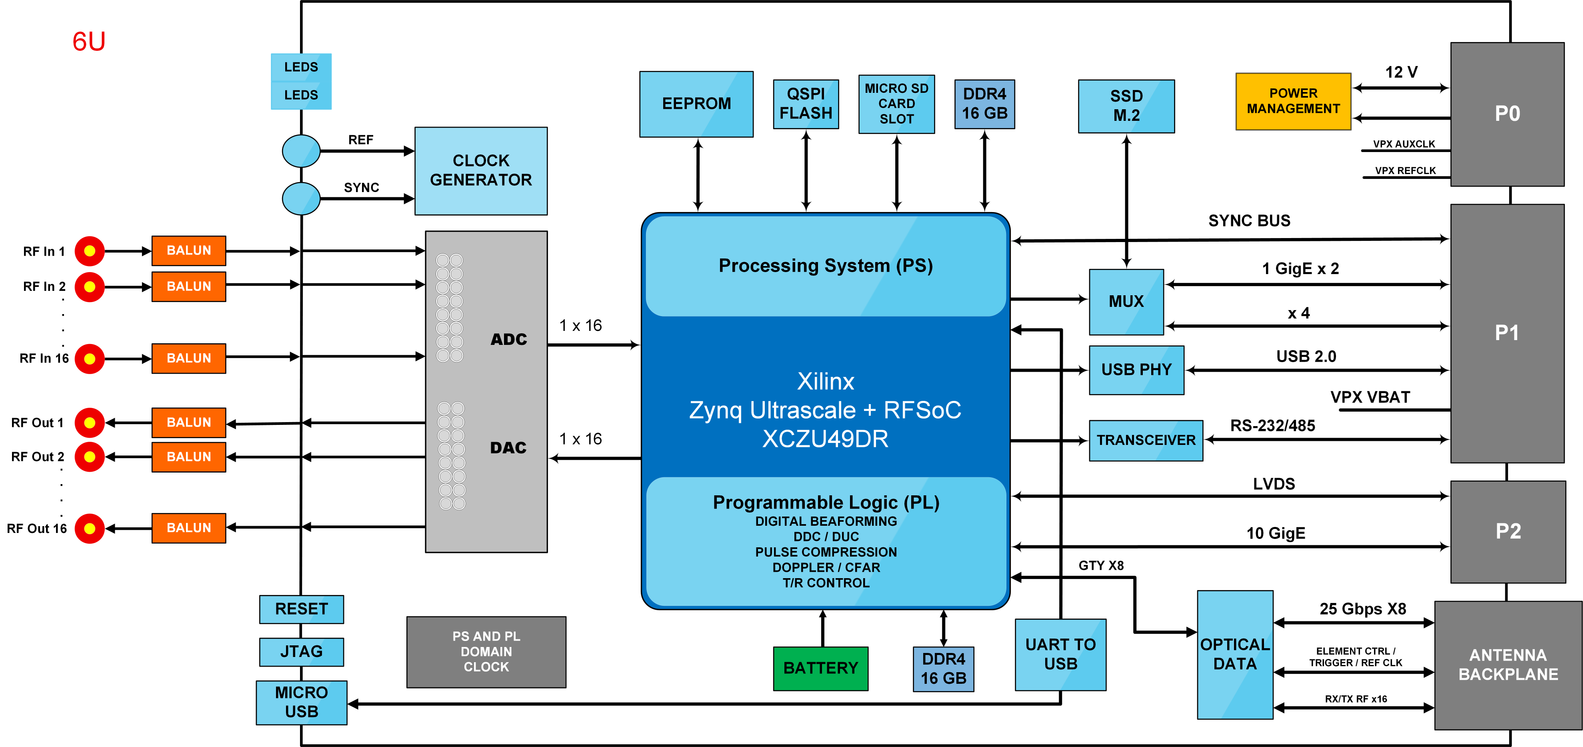 6U
LEDS
LEDS
REF
SYNC
CLOCK
GENERATOR
EEPROM
QSPI
FLASH
MICRO SD
CARD
SLOT
DDR4
16 GB
SSD
M.2
POWER
MANAGEMENT
12 V
VPX AUXCLK
VPX REFCLK
P0
RF In 1
BALUN
RF In 2
BALUN
RF In 16
BALUN
RF Out 1
BALUN
RF Out 2
BALUN
RF Out 16
BALUN
ADC
DAC
1 x 16
1 x 16
Processing System (PS)
Xilinx
Zynq Ultrascale + RFSoC
XCZU49DR
Programmable Logic (PL)
DIGITAL BEAFORMING
DDC / DUC
PULSE COMPRESSION
DOPPLER / CFAR
T/R CONTROL
SYNC BUS
MUX
1 GigE x 2
x 4
USB PHY
USB 2.0
VPX VBAT
TRANSCEIVER
RS-232/485
P1
LVDS
10 GigE
P2
GTY X8
RESET
JTAG
MICRO
USB
PS AND PL
DOMAIN
CLOCK
BATTERY
DDR4
16 GB
UART TO
USB
OPTICAL
DATA
25 Gbps X8
ELEMENT CTRL /
TRIGGER / REF CLK
RX/TX RF x16
ANTENNA
BACKPLANE